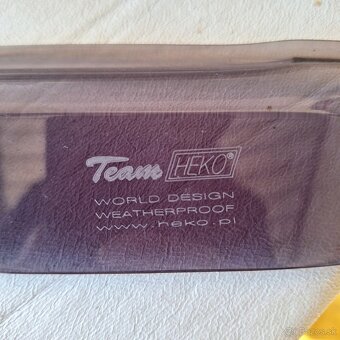 Team HEKO®
WORLD DESIGN
WEATHERPROOF
www.heko.pl